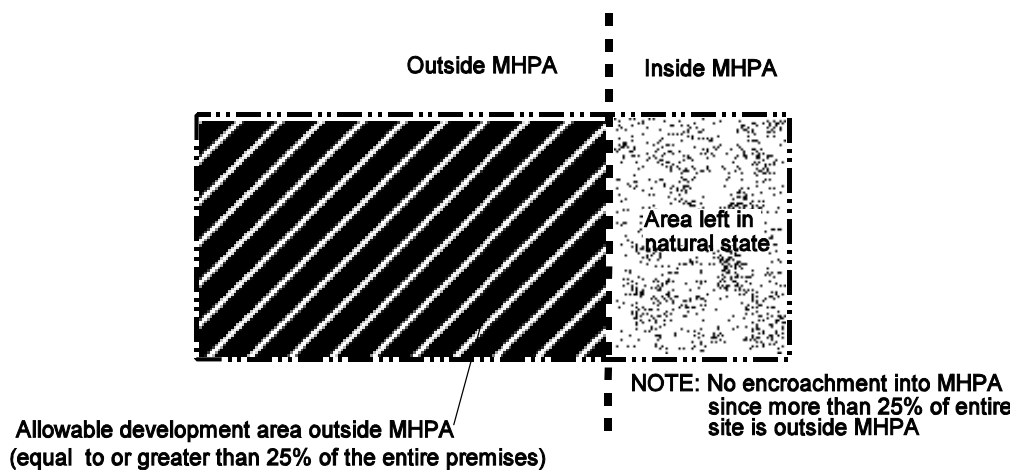 Outside MHPA
Inside MHPA
Area left in
natural state
NOTE: No encroachment into MHPA
since more than 25% of entire
site is outside MHPA
Allowable development area outside MHPA
(equal to or greater than 25% of the entire premises)